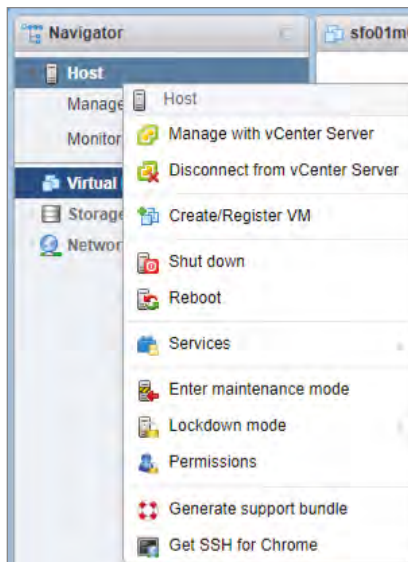 Navigator
sfo01m
Host
Manage
Monitor
Virtual
Storage
Networ
Host
Manage with vCenter Server
Disconnect from vCenter Server
Create/Register VM
Shut down
Reboot
Services
Enter maintenance mode
Lockdown mode
Permissions
Generate support bundle
Get SSH for Chrome